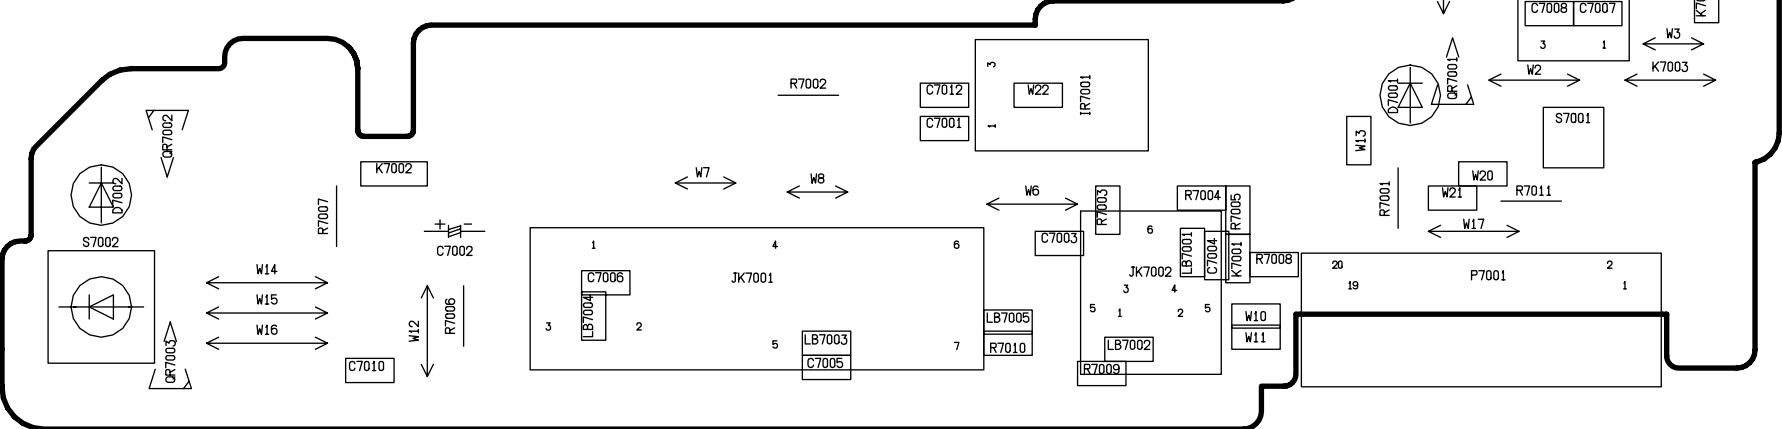 C7008 C7007
3 1
W3
K7003
W2
QR7001
D7001
S7001
W13
W20
W21
R7011
R7001
W17
R7002
C7012
C7001
3
1
W22
IR7001
QR7002
D7002
K7002
R7007
W7
W8
W6
R7003
R7004
R7005
C7003
+ -
C7002
S7002
W14
W15
W16
QR7003
C7010
W12
R7006
1 4 6
C7006
JK7001
LB7004
3 2
LB7003
C7005
5 7
LB7005
R7010
6
LB7001
C7004
K7001
R7008
JK7002
3 4
5 1 2 5
LB7002
R7009
W10
W11
20 2
19 1
P7001